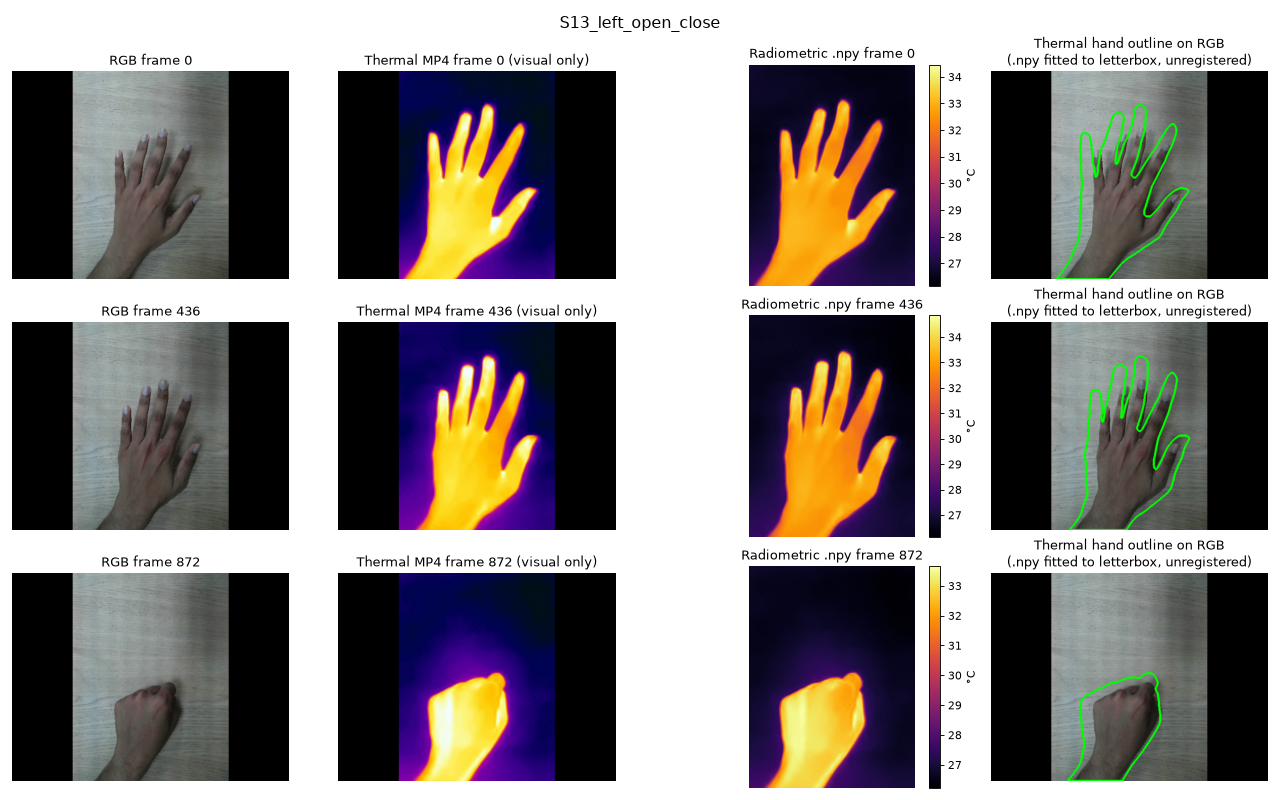 S13_left_open_close
RGB frame 0
Thermal MP4 frame 0 (visual only)
Radiometric .npy frame 0
Thermal hand outline on RGB
(.npy fitted to letterbox, unregistered)
34
33
32
31
30
29
28
27
°C
RGB frame 436
Thermal MP4 frame 436 (visual only)
Radiometric .npy frame 436
Thermal hand outline on RGB
(.npy fitted to letterbox, unregistered)
34
33
32
31
30
29
28
27
°C
RGB frame 872
Thermal MP4 frame 872 (visual only)
Radiometric .npy frame 872
Thermal hand outline on RGB
(.npy fitted to letterbox, unregistered)
33
32
31
30
29
28
27
°C